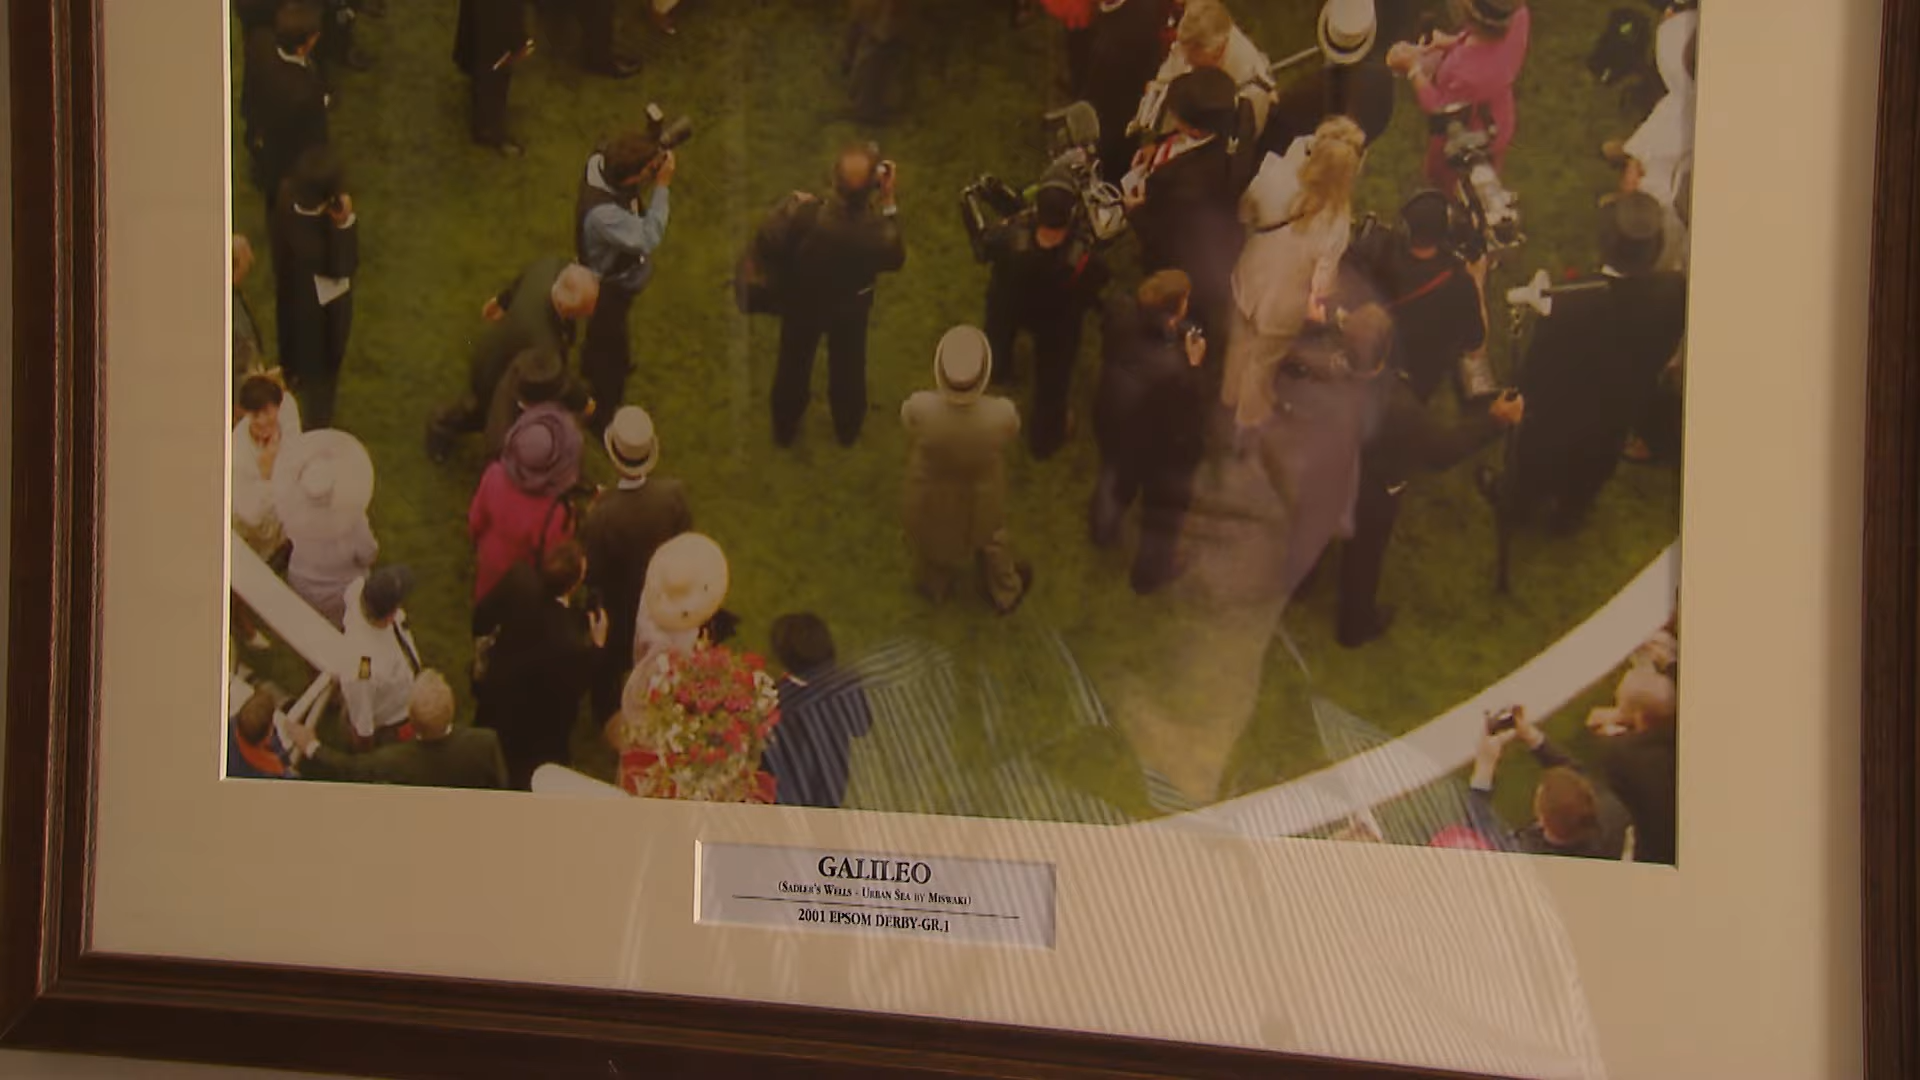 GALILEO
(SADLER'S WELLS - URBAN SEA BY MISWAKI)
2001 EPSOM DERBY-GR.1